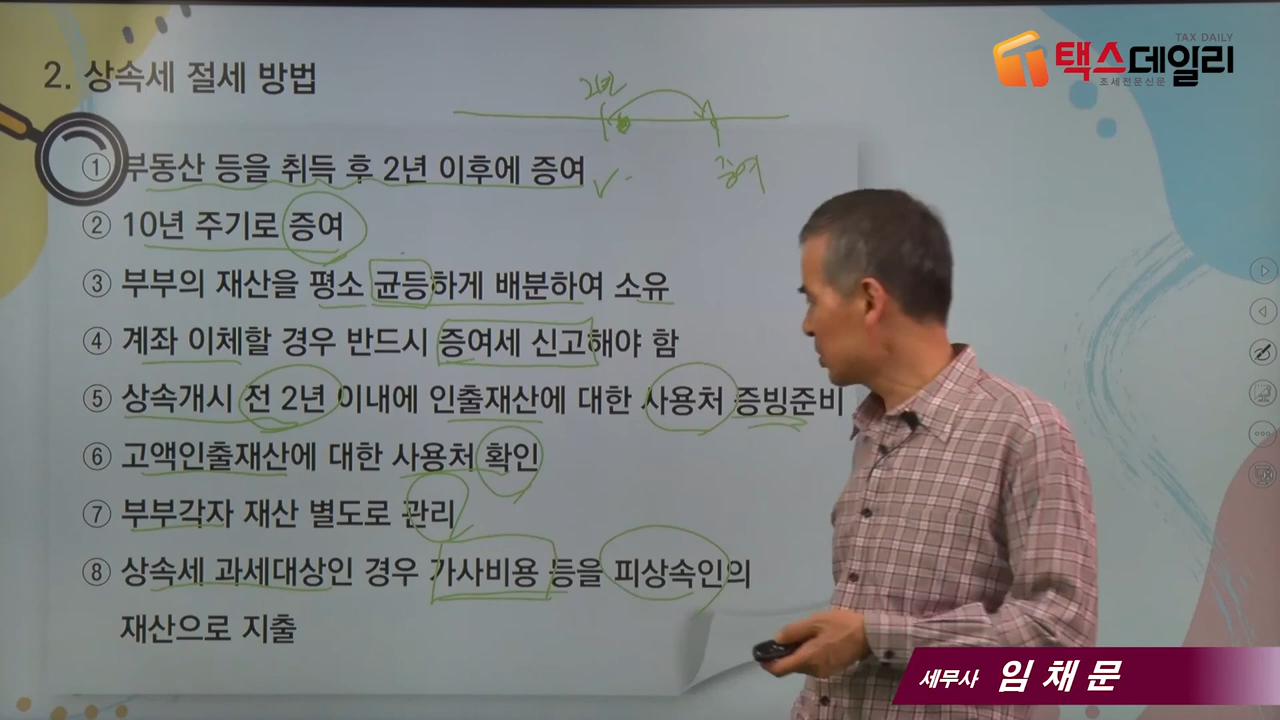 TAX DAILY
택스데일리
조세전문신문
2. 상속세 절세 방법
2년
증여
① 부동산 등을 취득 후 2년 이후에 증여
② 10년 주기로 증여
③ 부부의 재산을 평소 균등하게 배분하여 소유
④ 계좌 이체할 경우 반드시 증여세 신고해야 함
⑤ 상속개시 전 2년 이내에 인출재산에 대한 사용처 증빙준비
⑥ 고액인출재산에 대한 사용처 확인
⑦ 부부각자 재산 별도로 관리
⑧ 상속세 과세대상인 경우 가사비용 등을 피상속인의
재산으로 지출
세무사 임채문